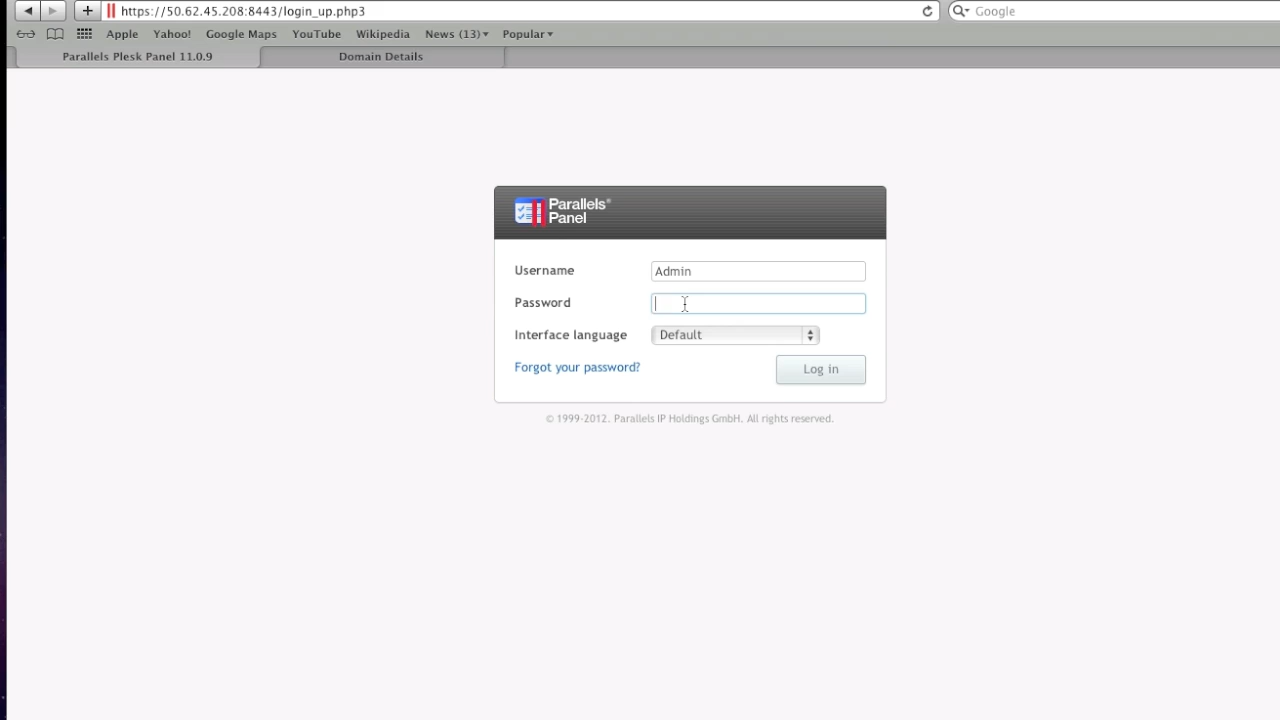 https://50.62.45.208:8443/login_up.php3
Google
Apple Yahoo! Google Maps YouTube Wikipedia News (13) Popular
Parallels Plesk Panel 11.0.9
Domain Details
Parallels®
Panel
Username
Admin
Password
Interface language
Default
Forgot your password?
Log in
© 1999-2012. Parallels IP Holdings GmbH. All rights reserved.